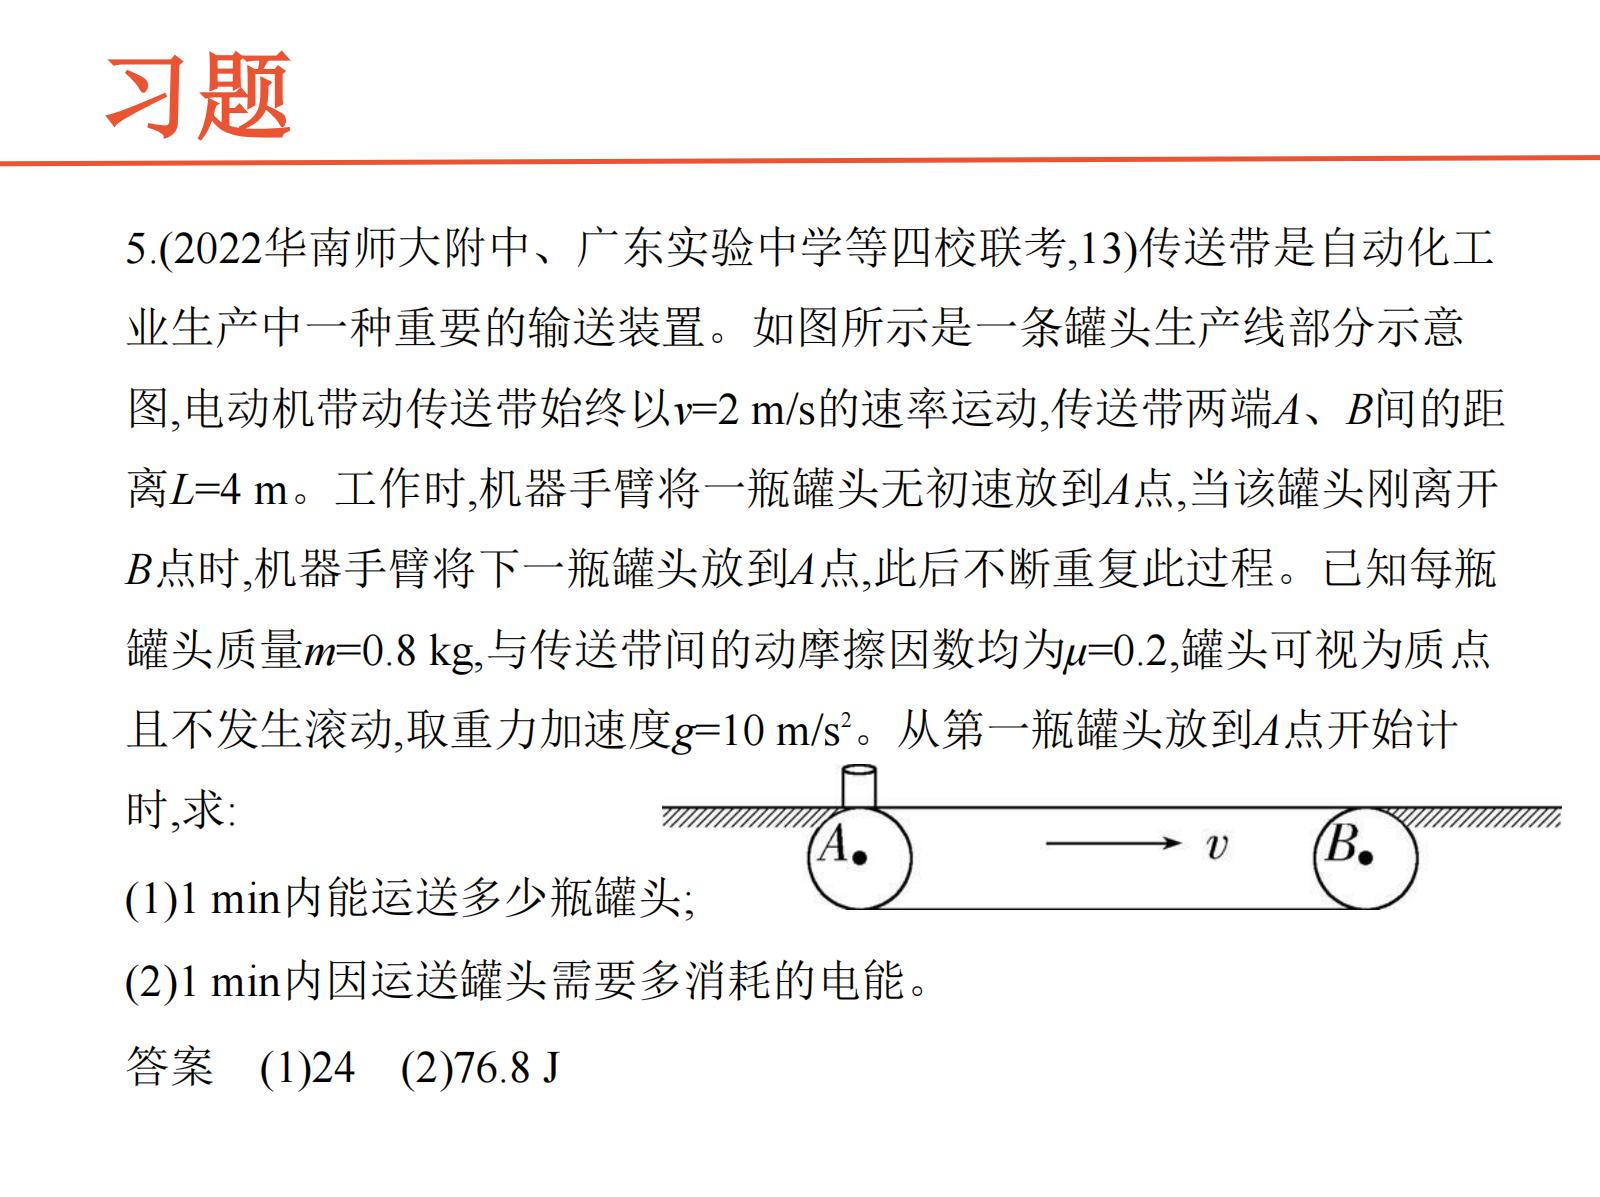 习题
5.(2022华南师大附中、广东实验中学等四校联考,13)传送带是自动化工
业生产中一种重要的输送装置。如图所示是一条罐头生产线部分示意
图,电动机带动传送带始终以v=2 m/s的速率运动,传送带两端A、B间的距
离L=4 m。工作时,机器手臂将一瓶罐头无初速放到A点,当该罐头刚离开
B点时,机器手臂将下一瓶罐头放到A点,此后不断重复此过程。已知每瓶
罐头质量m=0.8 kg,与传送带间的动摩擦因数均为μ=0.2,罐头可视为质点
且不发生滚动,取重力加速度g=10 m/s²。从第一瓶罐头放到A点开始计
时,求:
A
v
B
(1)1 min内能运送多少瓶罐头;
(2)1 min内因运送罐头需要多消耗的电能。
答案 (1)24 (2)76.8 J